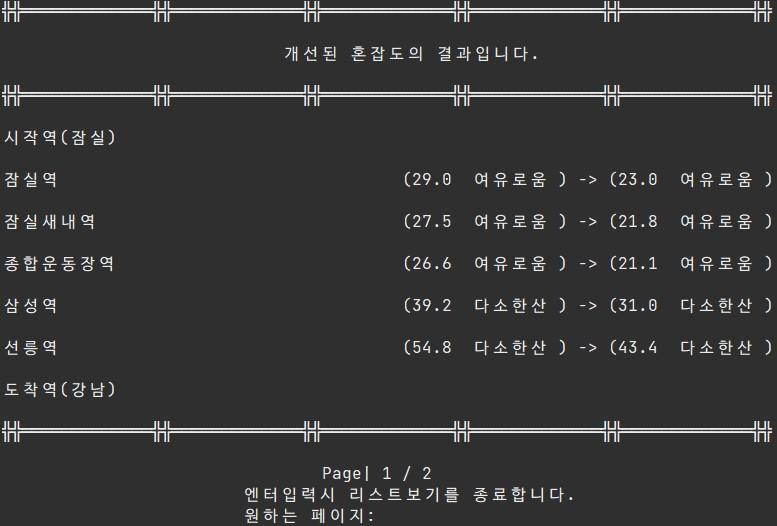 개선된 혼잡도의 결과입니다.
시작역(잠실)
잠실역 (29.0 여유로움 ) -> (23.0 여유로움 )
잠실새내역 (27.5 여유로움 ) -> (21.8 여유로움 )
종합운동장역 (26.6 여유로움 ) -> (21.1 여유로움 )
삼성역 (39.2 다소한산 ) -> (31.0 다소한산 )
선릉역 (54.8 다소한산 ) -> (43.4 다소한산 )
도착역(강남)
Page| 1 / 2
엔터입력시 리스트보기를 종료합니다.
원하는 페이지: